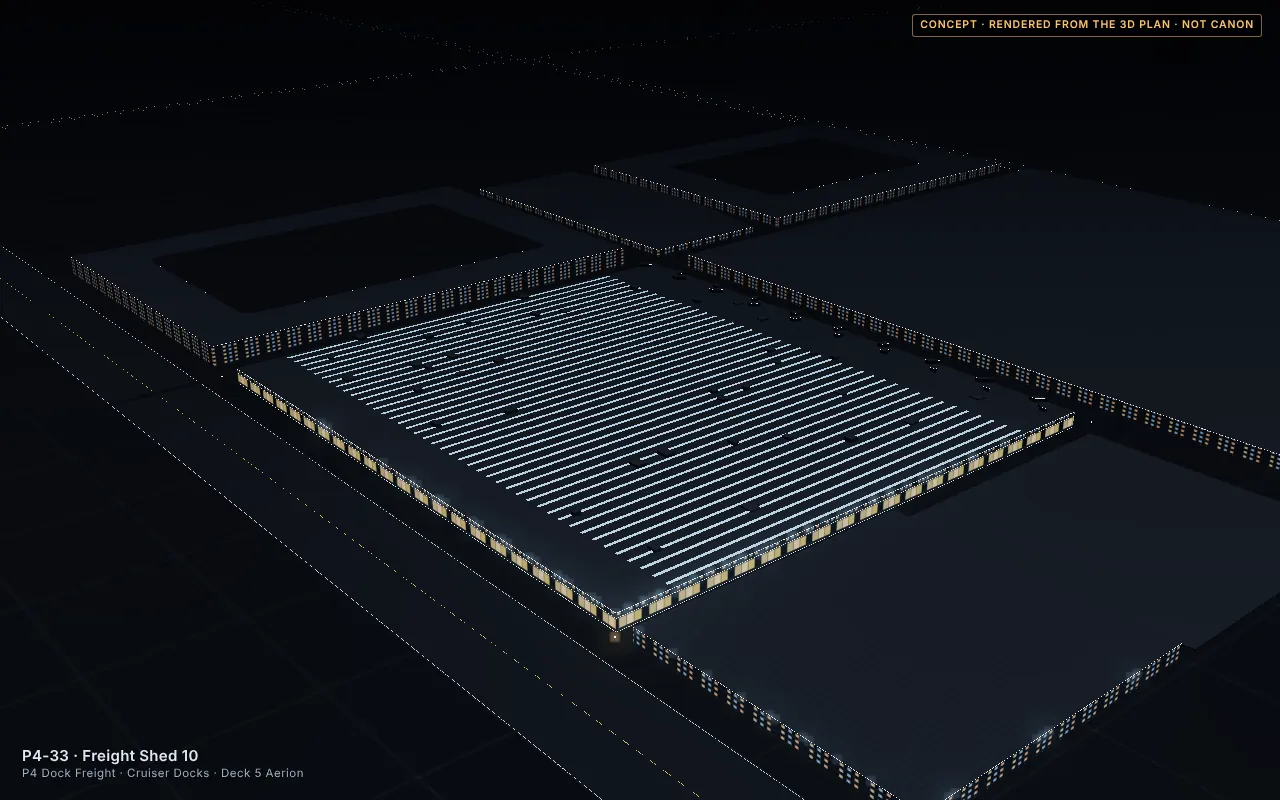 CONCEPT · RENDERED FROM THE 3D PLAN · NOT CANON
P4-33 · Freight Shed 10
P4 Dock Freight · Cruiser Docks · Deck 5 Aerion